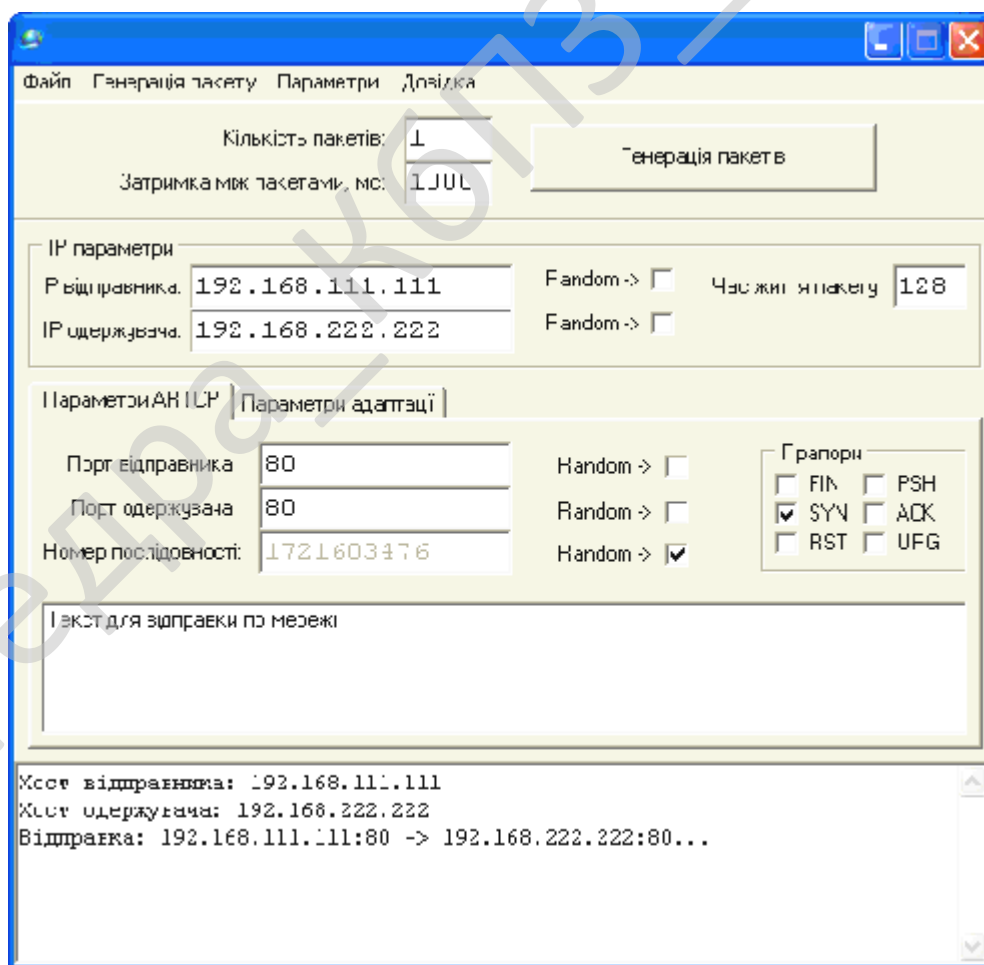 Файл Генерація пакету Параметри Довідка
Кількість пакетів: 1
Генерація пакетів
Затримка між пакетами, мс: 1000
IP параметри
IP відправника: 192.168.111.111 Random -> Час життя пакету 128
IP одержувача: 192.168.222.222 Random ->
Параметри ARTCP Параметри адаптації
Порт відправника 80 Random ->
Порт одержувача 80 Random ->
Номер послідовності: 1721603476 Random ->
Прапори
FIN PSH
SYN ACK
RST URG
Текст для відправки по мережі
Хост відправника: 192.168.111.111
Хост одержувача: 192.168.222.222
Відправка: 192.168.111.111:80 -> 192.168.222.222:80...